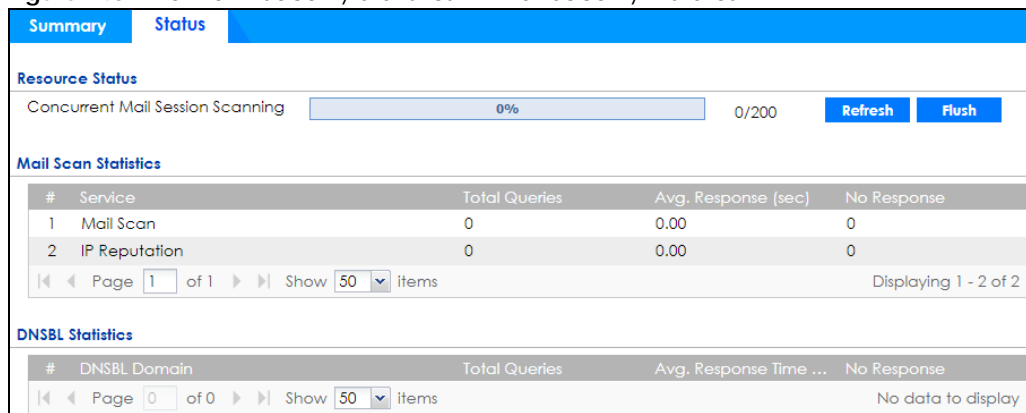 Summary Status
Resource Status
Concurrent Mail Session Scanning 0% 0/200 Refresh Flush
Mail Scan Statistics
# Service Total Queries Avg. Response (sec) No Response
1 Mail Scan 0 0.00 0
2 IP Reputation 0 0.00 0
Page 1 of 1 Show 50 items Displaying 1 - 2 of 2
DNSBL Statistics
# DNSBL Domain Total Queries Avg. Response Time ... No Response
Page 0 of 0 Show 50 items No data to display